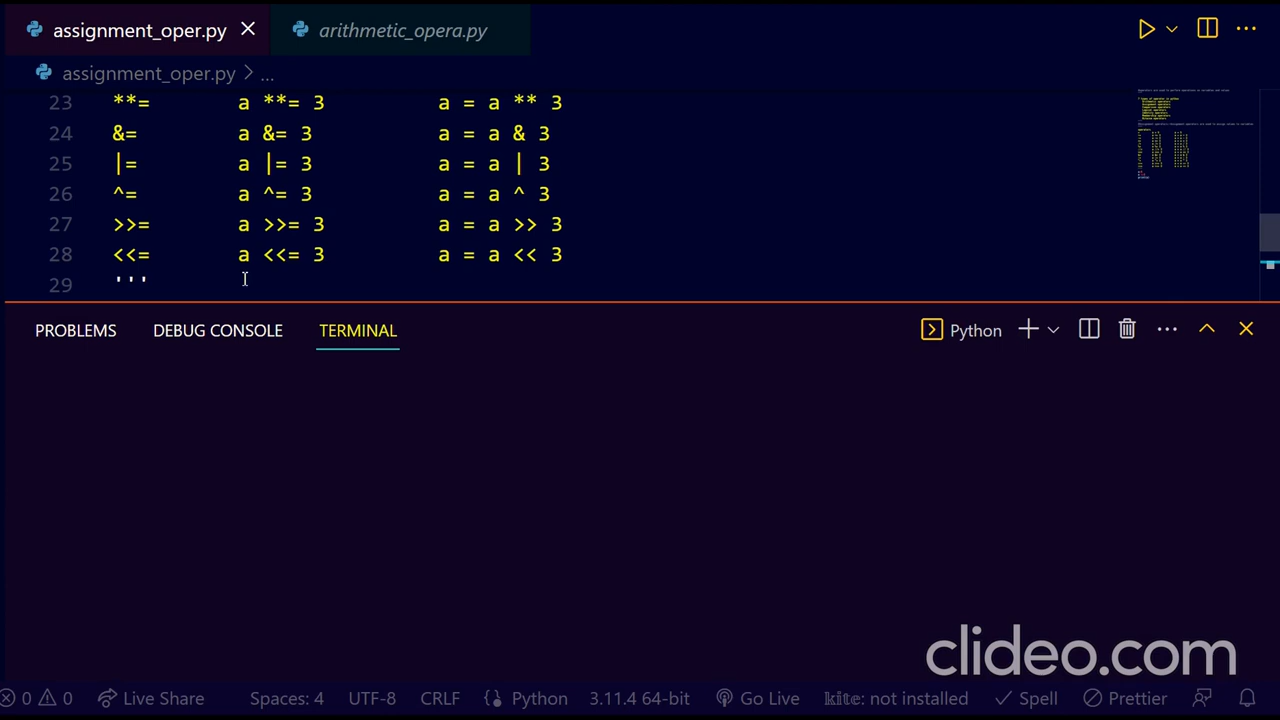 assignment_oper.py arithmetic_opera.py
assignment_oper.py > ...
23 **= a **= 3 a = a ** 3
24 &= a &= 3 a = a & 3
25 |= a |= 3 a = a | 3
26 ^= a ^= 3 a = a ^ 3
27 >>= a >>= 3 a = a >> 3
28 <<= a <<= 3 a = a << 3
29 '''
PROBLEMS DEBUG CONSOLE TERMINAL Python
clideo.com
0 0 Live Share Spaces: 4 UTF-8 CRLF Python 3.11.4 64-bit Go Live kite: not installed Spell Prettier